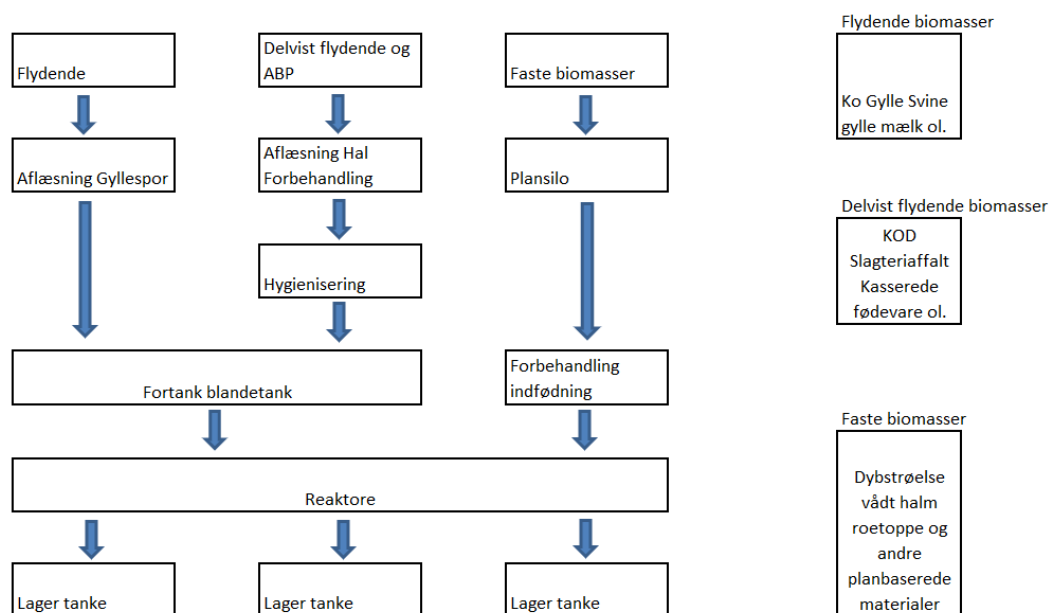 Flydende
Delvist flydende og
ABP
Faste biomasser
Aflæsning Gyllespor
Aflæsning Hal
Forbehandling
Plansilo
Hygienisering
Fortank blandetank
Forbehandling
indfødning
Reaktore
Lager tanke
Lager tanke
Lager tanke
Flydende biomasser
Ko Gylle Svine
gylle mælk ol.
Delvist flydende biomasser
KOD
Slagteriaffalt
Kasserede
fødevare ol.
Faste biomasser
Dybstrøelse
vådt halm
roetoppe og
andre
planbaserede
materialer